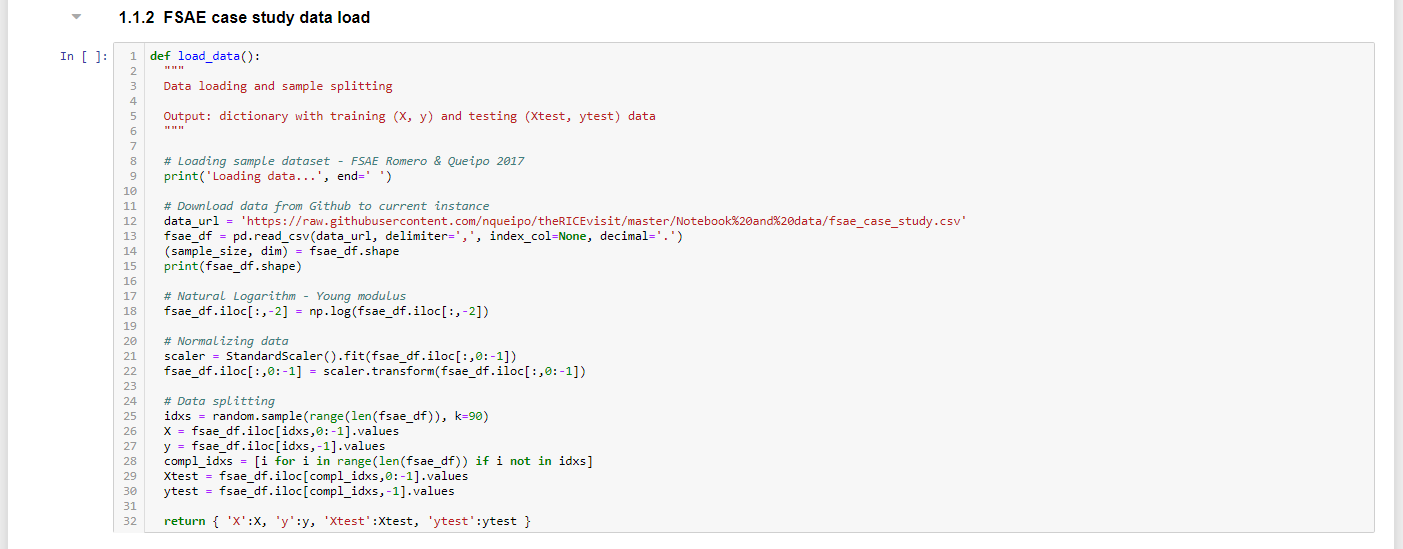 1.1.2 FSAE case study data load
In [ ]:
1 def load_data():
2 """
3 Data loading and sample splitting
4
5 Output: dictionary with training (X, y) and testing (Xtest, ytest) data
6 """
7
8 # Loading sample dataset - FSAE Romero & Queipo 2017
9 print('Loading data...', end=' ')
10
11 # Download data from Github to current instance
12 data_url = 'https://raw.githubusercontent.com/nqueipo/theRICEvisit/master/Notebook%20and%20data/fsae_case_study.csv'
13 fsae_df = pd.read_csv(data_url, delimiter=',', index_col=None, decimal='.')
14 (sample_size, dim) = fsae_df.shape
15 print(fsae_df.shape)
16
17 # Natural Logarithm - Young modulus
18 fsae_df.iloc[:,-2] = np.log(fsae_df.iloc[:,-2])
19
20 # Normalizing data
21 scaler = StandardScaler().fit(fsae_df.iloc[:,0:-1])
22 fsae_df.iloc[:,0:-1] = scaler.transform(fsae_df.iloc[:,0:-1])
23
24 # Data splitting
25 idxs = random.sample(range(len(fsae_df)), k=90)
26 X = fsae_df.iloc[idxs,0:-1].values
27 y = fsae_df.iloc[idxs,-1].values
28 compl_idxs = [i for i in range(len(fsae_df)) if i not in idxs]
29 Xtest = fsae_df.iloc[compl_idxs,0:-1].values
30 ytest = fsae_df.iloc[compl_idxs,-1].values
31
32 return { 'X':X, 'y':y, 'Xtest':Xtest, 'ytest':ytest }